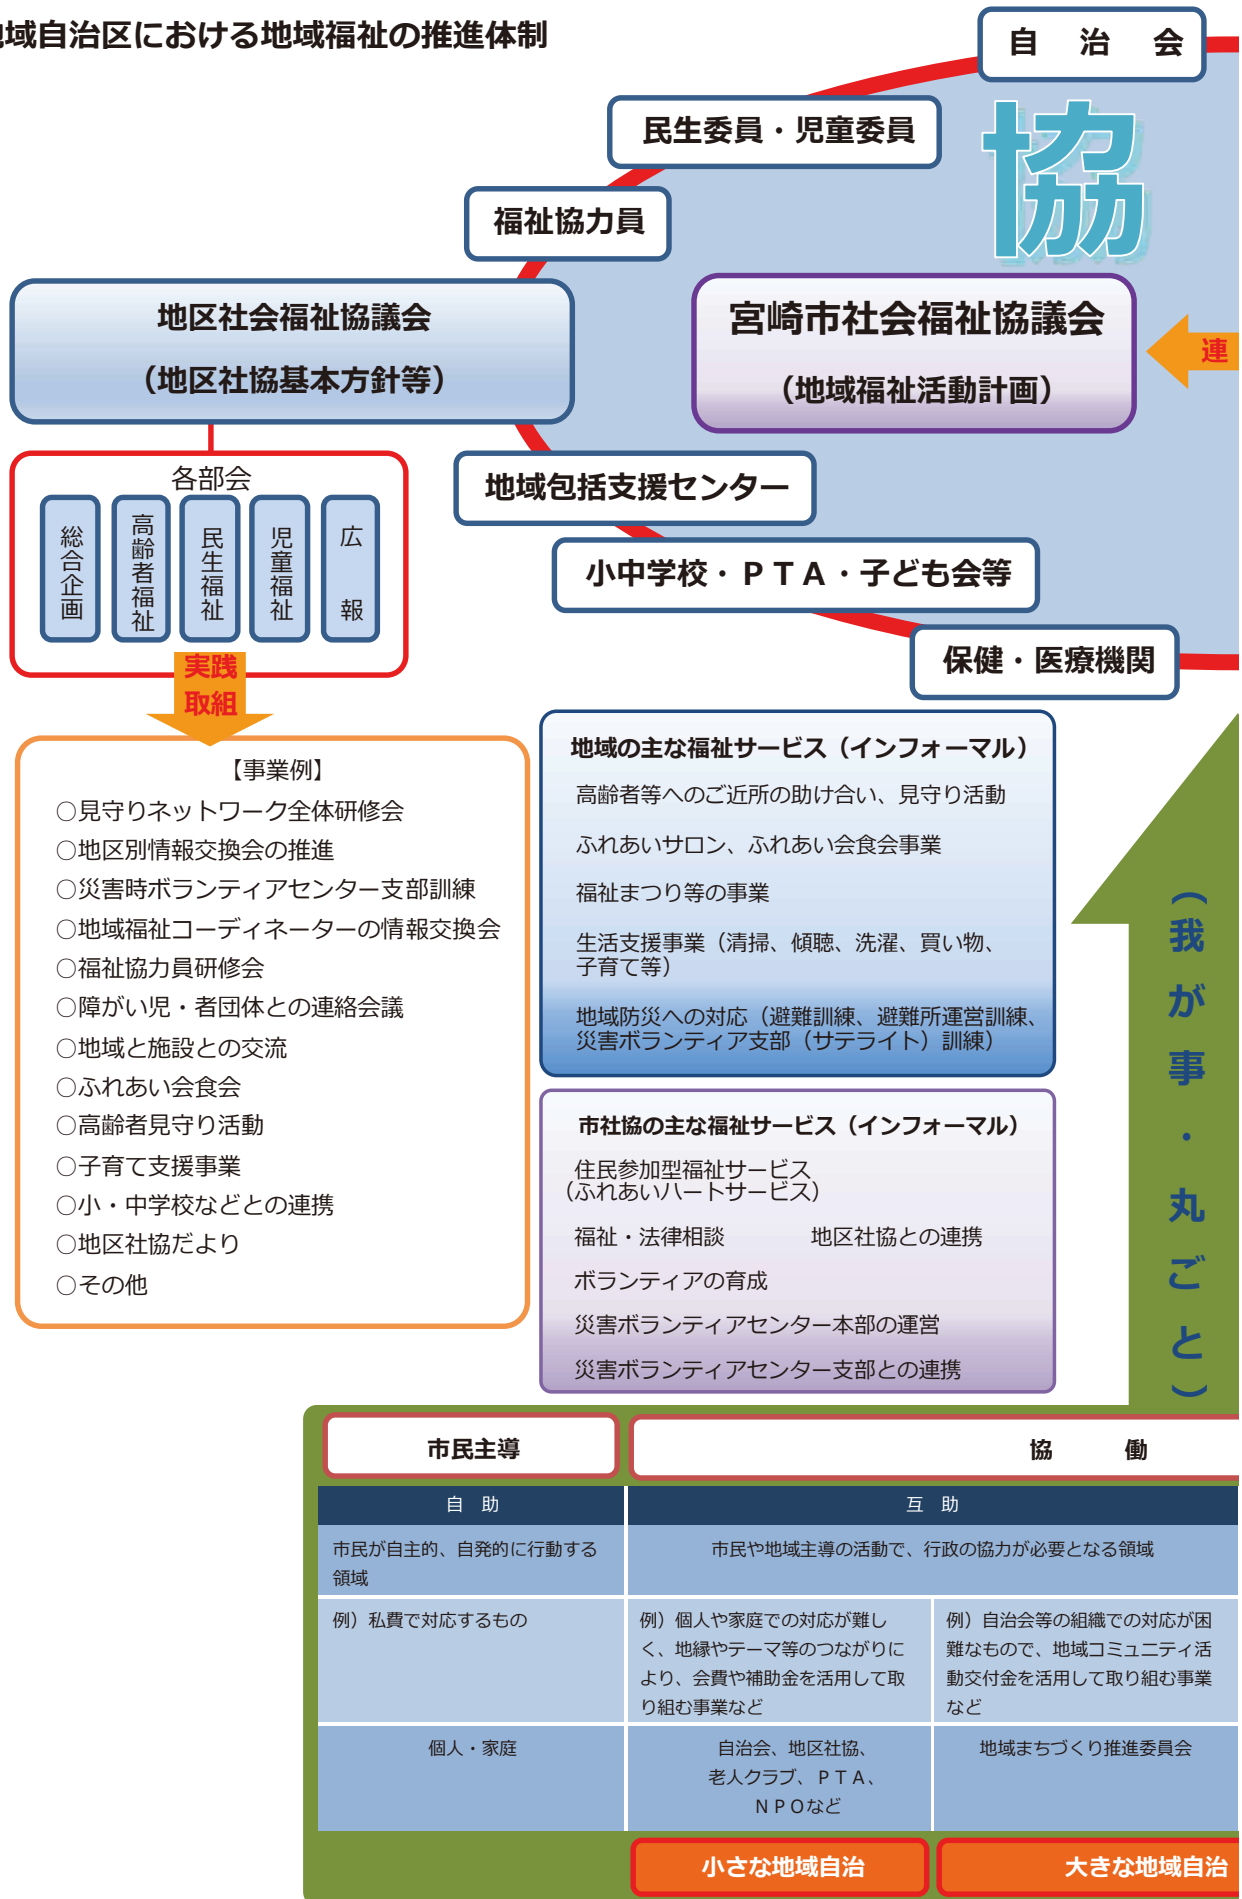 地域自治区における地域福祉の推進体制
自治会
民生委員・児童委員
協
福祉協力員
地区社会福祉協議会
（地区社協基本方針等）
宮崎市社会福祉協議会
（地域福祉活動計画）
連
各部会
総合企画
高齢者福祉
民生福祉
児童福祉
広報
地域包括支援センター
小中学校・ＰＴＡ・子ども会等
保健・医療機関
実践
取組
【事業例】
○見守りネットワーク全体研修会
○地区別情報交換会の推進
○災害時ボランティアセンター支部訓練
○地域福祉コーディネーターの情報交換会
○福祉協力員研修会
○障がい児・者団体との連絡会議
○地域と施設との交流
○ふれあい会食会
○高齢者見守り活動
○子育て支援事業
○小・中学校などとの連携
○地区社協だより
○その他
地域の主な福祉サービス（インフォーマル）
高齢者等へのご近所の助け合い、見守り活動
ふれあいサロン、ふれあい会食会事業
福祉まつり等の事業
生活支援事業（清掃、傾聴、洗濯、買い物、
子育て等）
地域防災への対応（避難訓練、避難所運営訓練、
災害ボランティア支部（サテライト）訓練）
市社協の主な福祉サービス（インフォーマル）
住民参加型福祉サービス
（ふれあいハートサービス）
福祉・法律相談　地区社協との連携
ボランティアの育成
災害ボランティアセンター本部の運営
災害ボランティアセンター支部との連携
（我が事・丸ごと）
市民主導
協働
自助
互助
市民が自主的、自発的に行動する
領域
市民や地域主導の活動で、行政の協力が必要となる領域
例）私費で対応するもの
例）個人や家庭での対応が難し
く、地縁やテーマ等のつながりに
より、会費や補助金を活用して取
り組む事業など
例）自治会等の組織での対応が困
難なもので、地域コミュニティ活
動交付金を活用して取り組む事業
など
個人・家庭
自治会、地区社協、
老人クラブ、ＰＴＡ、
ＮＰＯなど
地域まちづくり推進委員会
小さな地域自治
大きな地域自治